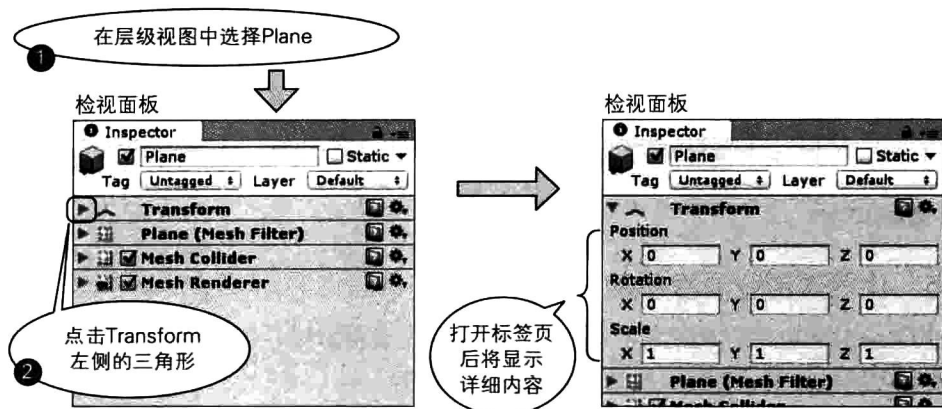 在层级视图中选择Plane
1
检视面板
Inspector
Plane
Static
Tag Untagged Layer Default
Transform
Plane (Mesh Filter)
Mesh Collider
Mesh Renderer
点击Transform
左侧的三角形
2
检视面板
Inspector
Plane
Static
Tag Untagged Layer Default
Transform
Position
X 0 Y 0 Z 0
Rotation
X 0 Y 0 Z 0
Scale
X 1 Y 1 Z 1
Plane (Mesh Filter)
Mesh Collider
打开标签页
后将显示
详细内容